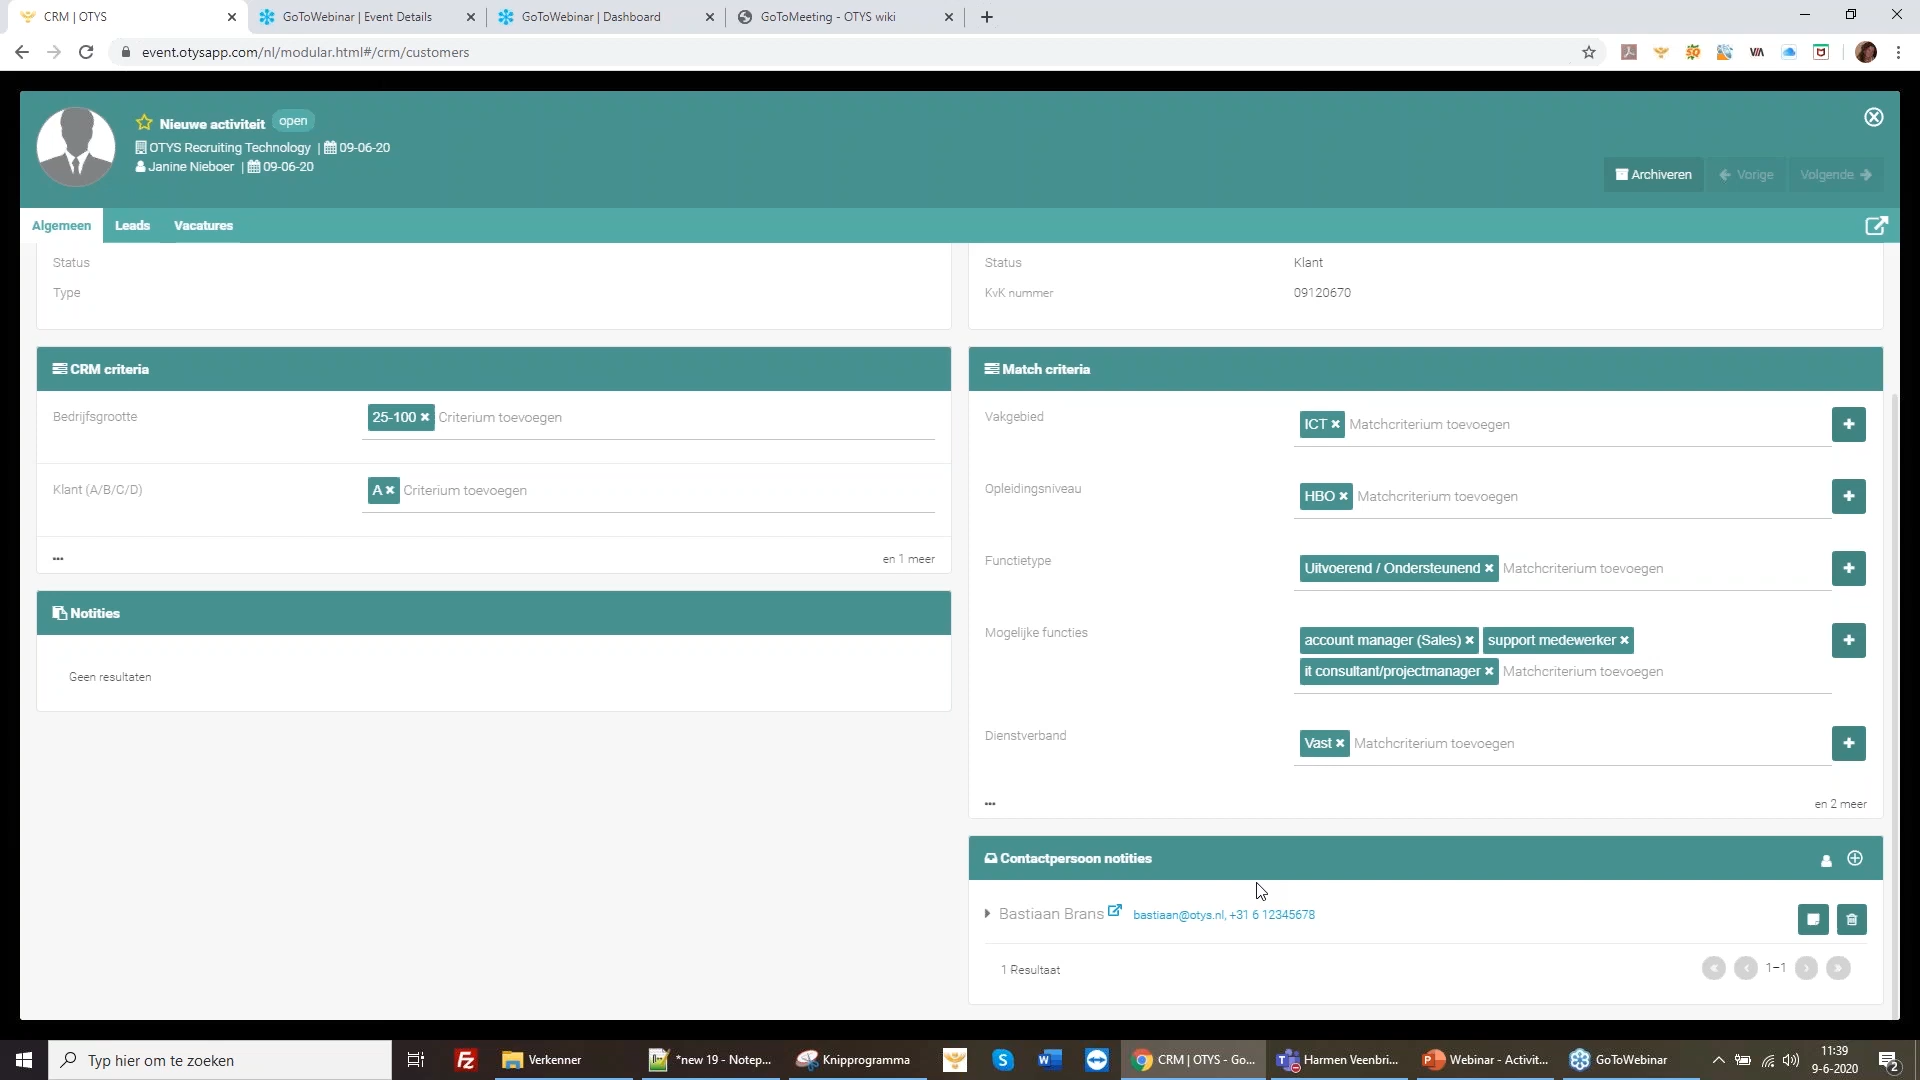 CRM | OTYS
GoToWebinar | Event Details
GoToWebinar | Dashboard
GoToMeeting - OTYS wiki
event.otysapp.com/nl/modular.html#/crm/customers
Nieuwe activiteit open
OTYS Recruiting Technology | 09-06-20
Janine Nieboer | 09-06-20
Archiveren
Vorige
Volgende
Algemeen
Leads
Vacatures
Status
Type
Status Klant
KvK nummer 09120670
CRM criteria
Bedrijfsgrootte 25-100 Criterium toevoegen
Klant (A/B/C/D) A Criterium toevoegen
... en 1 meer
Notities
Geen resultaten
Match criteria
Vakgebied ICT Matchcriterium toevoegen
Opleidingsniveau HBO Matchcriterium toevoegen
Functietype Uitvoerend / Ondersteunend Matchcriterium toevoegen
Mogelijke functies account manager (Sales) support medewerker
it consultant/projectmanager Matchcriterium toevoegen
Dienstverband Vast Matchcriterium toevoegen
... en 2 meer
Contactpersoon notities
Bastiaan Brans bastiaan@otys.nl, +31 6 12345678
1 Resultaat 1–1
Typ hier om te zoeken
Verkenner
*new 19 - Notep...
Knipprogramma
CRM | OTYS - Go...
Harmen Veenbri...
Webinar - Activit...
GoToWebinar
11:39
9-6-2020
2